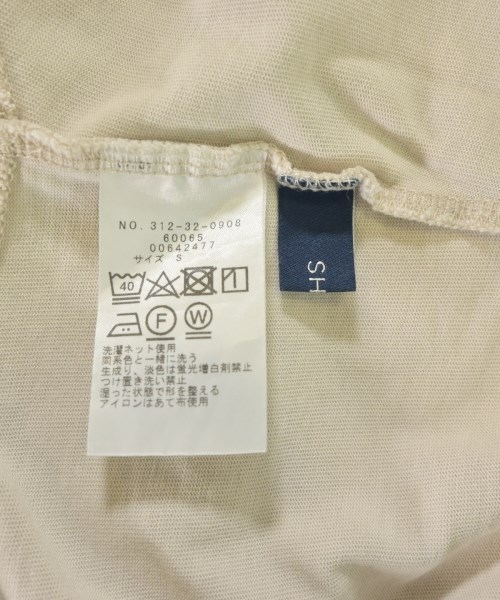 NO. 312-32-0908
60065
00642477
サイズ S
40
F W
洗濯ネット使用
同系色と一緒に洗う
生成り、淡色は蛍光増白剤禁止
つけ置き洗い禁止
湿った状態で形を整える
アイロンはあて布使用
SH